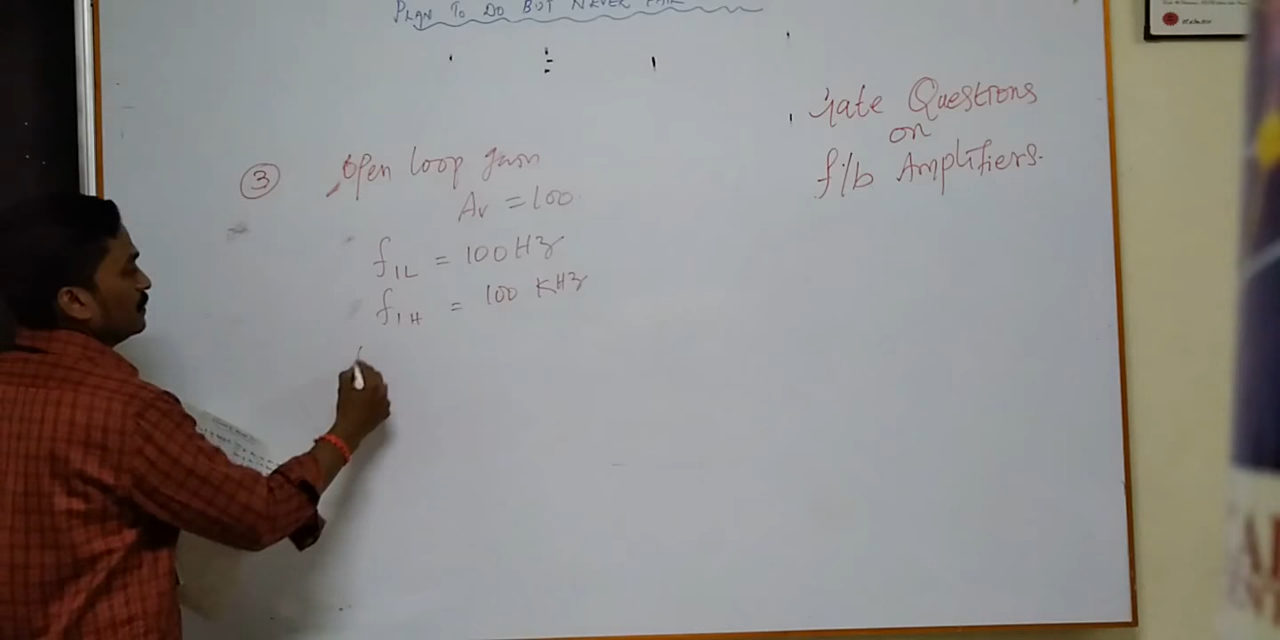 PLAN TO DO BUT NEVER FAIL
Gate Questions
on
f/b Amplifiers.
③ Open loop gain
Av = 100
f1L = 100 Hz
f1H = 100 KHz